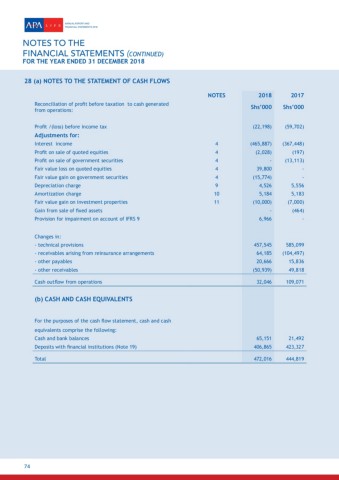 APA LIFE
ANNUAL REPORT AND
FINANCIAL STATEMENTS 2018
NOTES TO THE
FINANCIAL STATEMENTS (CONTINUED)
FOR THE YEAR ENDED 31 DECEMBER 2018
28 (a) NOTES TO THE STATEMENT OF CASH FLOWS
NOTES 2018 2017
Reconciliation of profit before taxation to cash generated from operations: Shs'000 Shs'000
Profit /(loss) before income tax (22,198) (59,702)
Adjustments for:
Interest income 4 (465,887) (367,448)
Profit on sale of quoted equities 4 (2,028) (197)
Profit on sale of government securities 4 - (13,113)
Fair value loss on quoted equities 4 39,800 -
Fair value gain on government securities 4 (15,774) -
Depreciation charge 9 4,526 5,556
Amortization charge 10 5,184 5,183
Fair value gain on investment properties 11 (10,000) (7,000)
Gain from sale of fixed assets - (464)
Provision for impairment on account of IFRS 9 6,966 -
Changes in:
- technical provisions 457,545 585,099
- receivables arising from reinsurance arrangements 64,185 (104,497)
- other payables 20,666 15,836
- other receivables (50,939) 49,818
Cash outflow from operations 32,046 109,071
(b) CASH AND CASH EQUIVALENTS
For the purposes of the cash flow statement, cash and cash
equivalents comprise the following:
Cash and bank balances 65,151 21,492
Deposits with financial institutions (Note 19) 406,865 423,327
Total 472,016 444,819
74